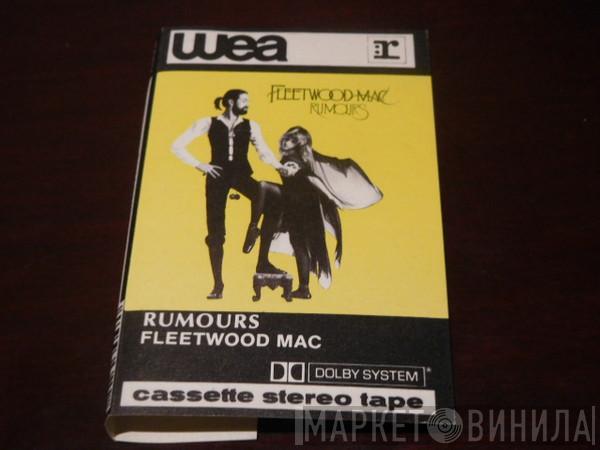 wea
r
FLEETWOOD MAC
RUMOURS
RUMOURS
FLEETWOOD MAC
DOLBY SYSTEM *
cassette stereo tape
МАРКЕТ ВИНИЛА